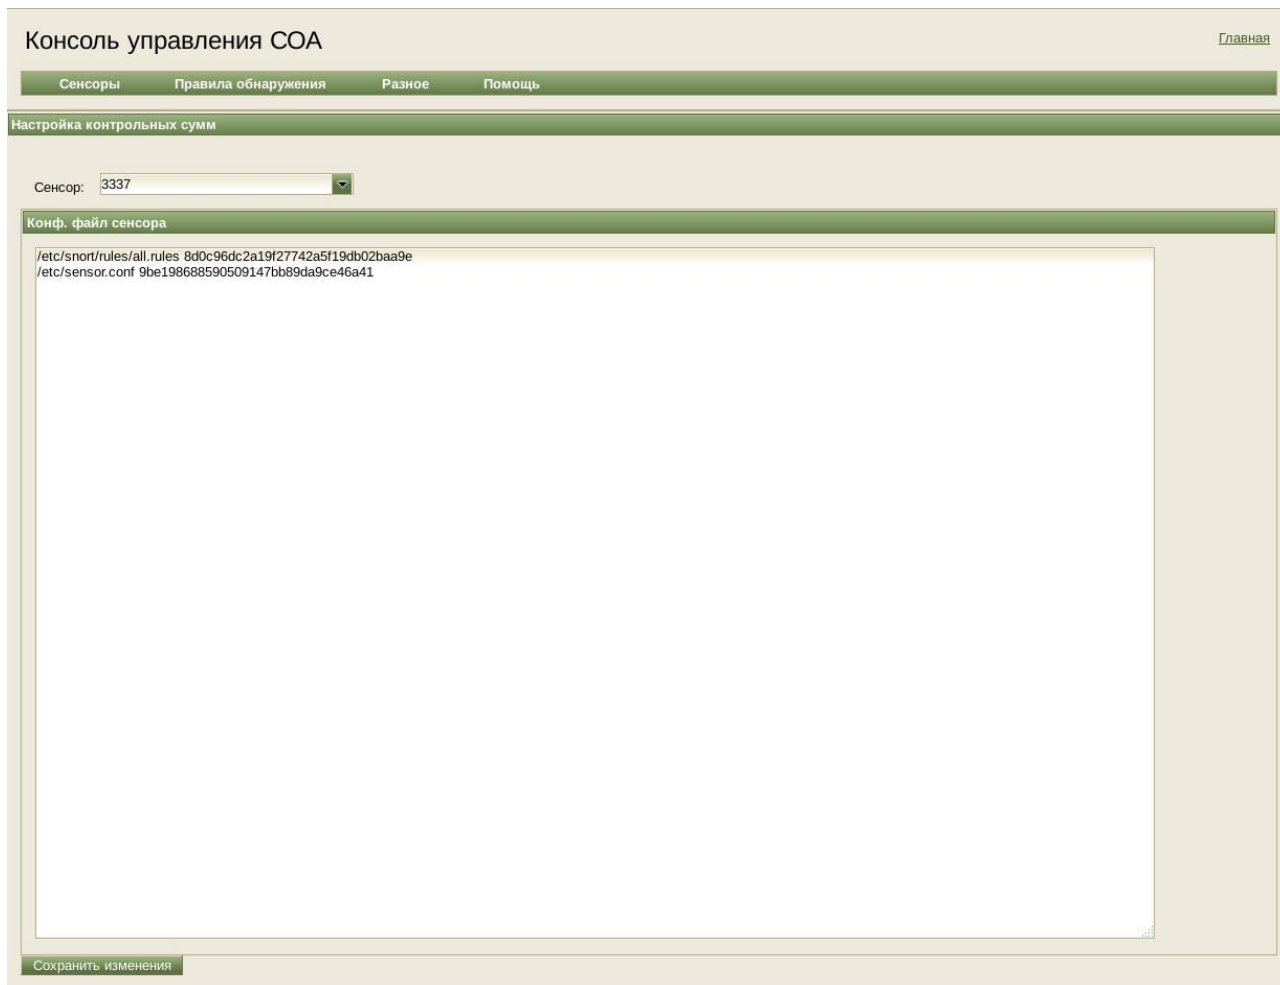 Консоль управления СОА
Главная
Сенсоры Правила обнаружения Разное Помощь
Настройка контрольных сумм
Сенсор: 3337
Конф. файл сенсора
/etc/snort/rules/all.rules 8d0c96dc2a19f27742a5f19db02baa9e
/etc/sensor.conf 9be198688590509147bb89da9ce46a41
Сохранить изменения